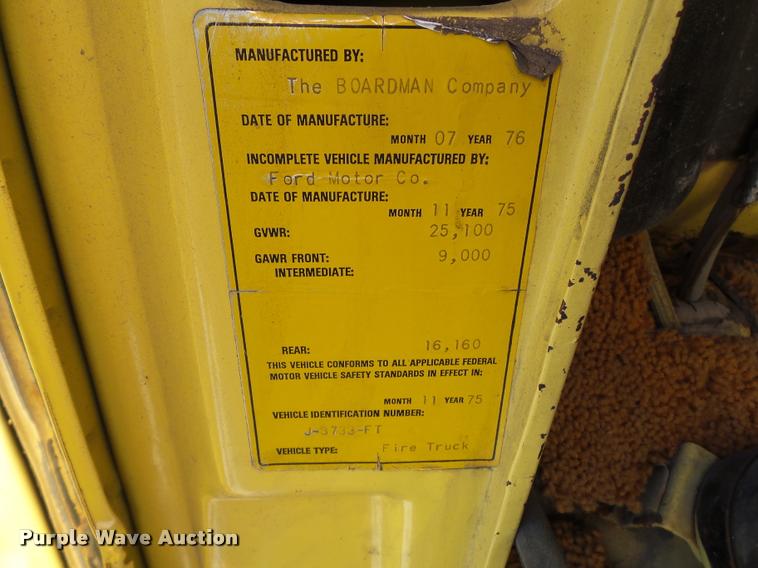 MANUFACTURED BY:
The BOARDMAN Company
DATE OF MANUFACTURE:
MONTH 07 YEAR 76
INCOMPLETE VEHICLE MANUFACTURED BY:
Ford Motor Co.
DATE OF MANUFACTURE:
MONTH 11 YEAR 75
GVWR: 25,100
GAWR FRONT: 9,000
INTERMEDIATE:
REAR: 16,160
THIS VEHICLE CONFORMS TO ALL APPLICABLE FEDERAL
MOTOR VEHICLE SAFETY STANDARDS IN EFFECT IN:
MONTH 11 YEAR 75
VEHICLE IDENTIFICATION NUMBER:
J-3733-FT
VEHICLE TYPE: Fire Truck
Purple Wave Auction